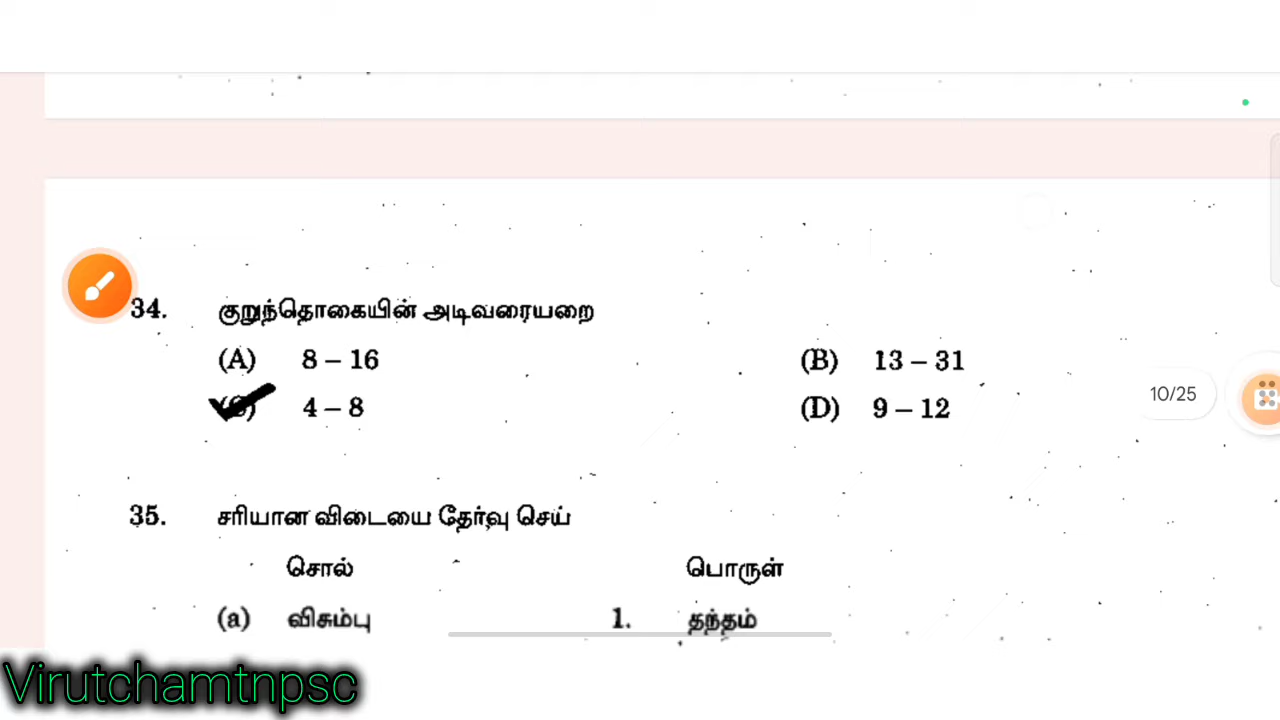 34. குறுந்தொகையின் அடிவரையறை
(A) 8 – 16 (B) 13 – 31
(C) 4 – 8 (D) 9 – 12
10/25
35. சரியான விடையை தேர்வு செய்
சொல் பொருள்
(a) விசும்பு 1. தந்தம்
Virutchamtnpsc